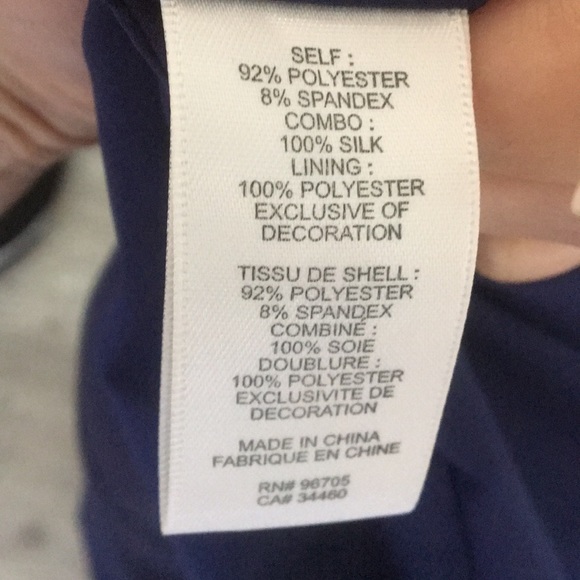 SELF :
92% POLYESTER
8% SPANDEX
COMBO :
100% SILK
LINING :
100% POLYESTER
EXCLUSIVE OF
DECORATION
TISSU DE SHELL :
92% POLYESTER
8% SPANDEX
COMBINÉ :
100% SOIE
DOUBLURE :
100% POLYESTER
EXCLUSIVITE DE
DECORATION
MADE IN CHINA
FABRIQUE EN CHINE
RN# 96705
CA# 34460